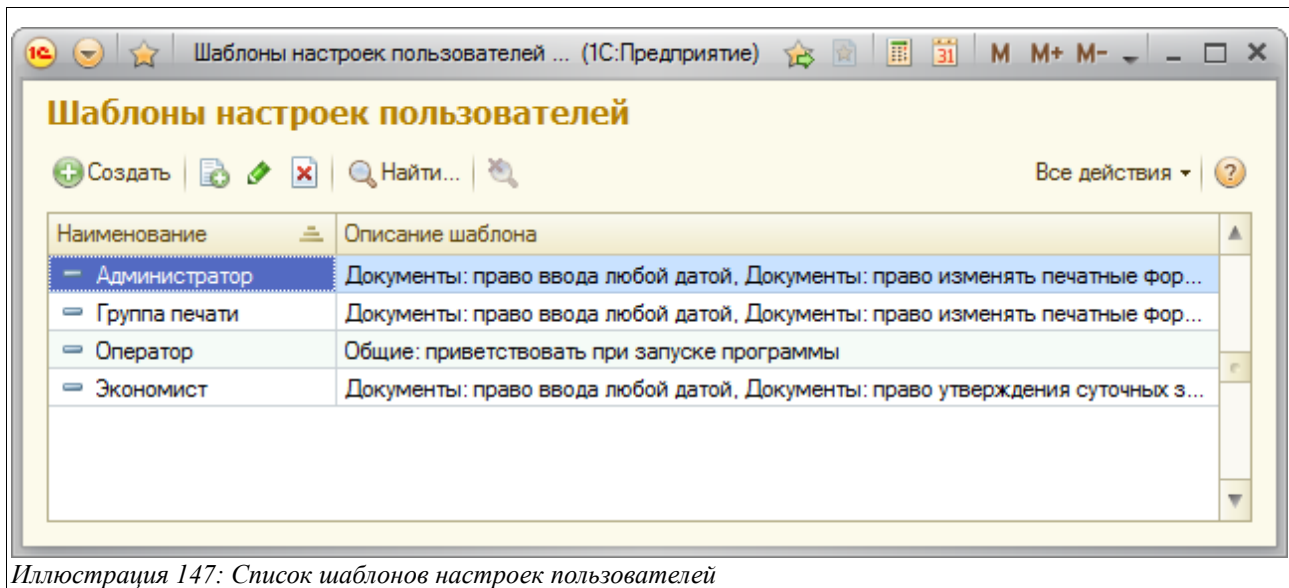 1С Шаблоны настроек пользователей ... (1С:Предприятие) 31 M M+ M-
Шаблоны настроек пользователей
Создать Найти... Все действия ?
Наименование Описание шаблона
Администратор Документы: право ввода любой датой, Документы: право изменять печатные фор...
Группа печати Документы: право ввода любой датой, Документы: право изменять печатные фор...
Оператор Общие: приветствовать при запуске программы
Экономист Документы: право ввода любой датой, Документы: право утверждения суточных з...
Иллюстрация 147: Список шаблонов настроек пользователей